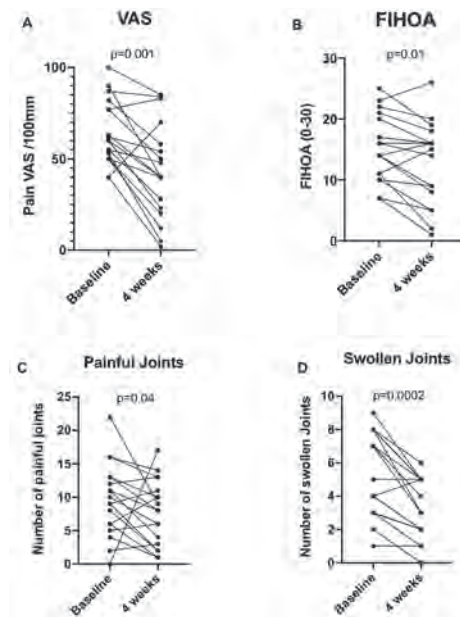 A
VAS
p=0.001
Pain VAS /100mm
100
50
0
Baseline
4 weeks
B
FIHOA
p=0.01
FIHOA (0-30)
30
20
10
0
Baseline
4 weeks
C
Painful Joints
p=0.04
Number of painful joints
25
20
15
10
5
0
Baseline
4 weeks
D
Swollen Joints
p=0.0002
Number of swollen Joints
10
8
6
4
2
0
Baseline
4 weeks